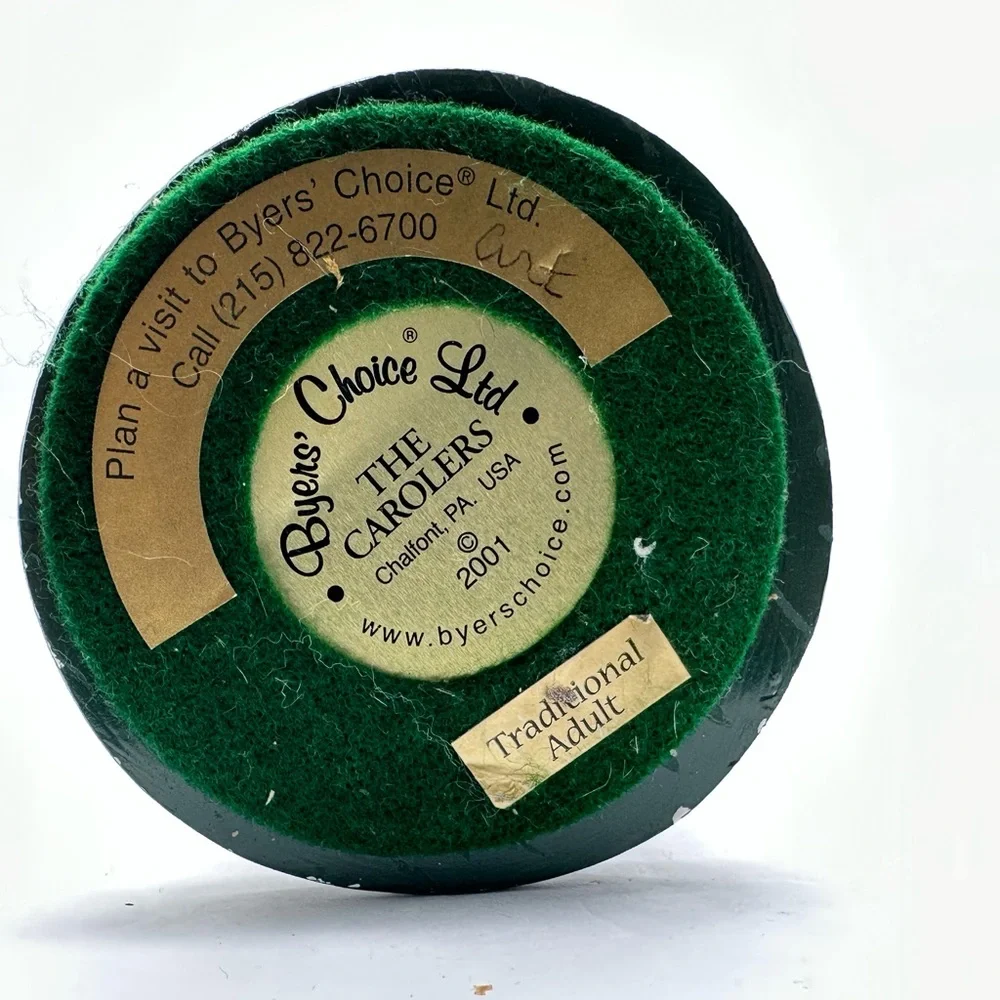 Plan a visit to Byers' Choice® Ltd.
Call (215) 822-6700
art
Byers' Choice® Ltd
THE
CAROLERS
Chalfont, PA. USA
©
2001
www.byerschoice.com
Traditional
Adult